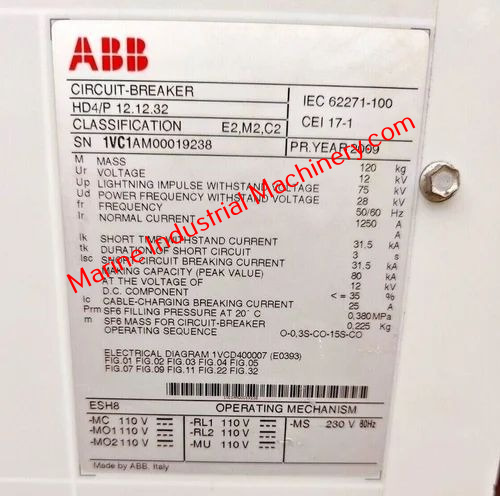 ABB
CIRCUIT-BREAKER
HD4/P 12.12.32
IEC 62271-100
CLASSIFICATION E2,M2,C2
CEI 17-1
SN 1VC1AM00019238
PR.YEAR 2009
M MASS 120 kg
Ur VOLTAGE 12 kV
Up LIGHTNING IMPULSE WITHSTAND VOLTAGE 75 kV
Ud POWER FREQUENCY WITHSTAND VOLTAGE 28 kV
fr FREQUENCY 50/60 Hz
Ir NORMAL CURRENT 1250 A
Ik SHORT TIME WITHSTAND CURRENT 31.5 kA
tk DURATION OF SHORT CIRCUIT 3 s
Isc SHORT CIRCUIT BREAKING CURRENT 31.5 kA
MAKING CAPACITY (PEAK VALUE) 80 kA
AT THE VOLTAGE OF 12 kV
D.C. COMPONENT <= 35 %
Ic CABLE-CHARGING BREAKING CURRENT 25 A
Prm SF6 FILLING PRESSURE AT 20° C 0,380 MPa
m SF6 MASS FOR CIRCUIT-BREAKER 0,225 Kg
OPERATING SEQUENCE O-0,3S-CO-15S-CO
ELECTRICAL DIAGRAM 1VCD400007 (E0393)
FIG.01 FIG.02 FIG.03 FIG.04 FIG.05
FIG.07 FIG.09 FIG.11 FIG.22 FIG.32
ESH8 OPERATING MECHANISM
-MC 110 V -RL1 110 V -MS 230 V 60Hz
-MO1 110 V -RL2 110 V
-MO2 110 V -MU 110 V
Made by ABB, Italy
Marine Industrial Machinery.com